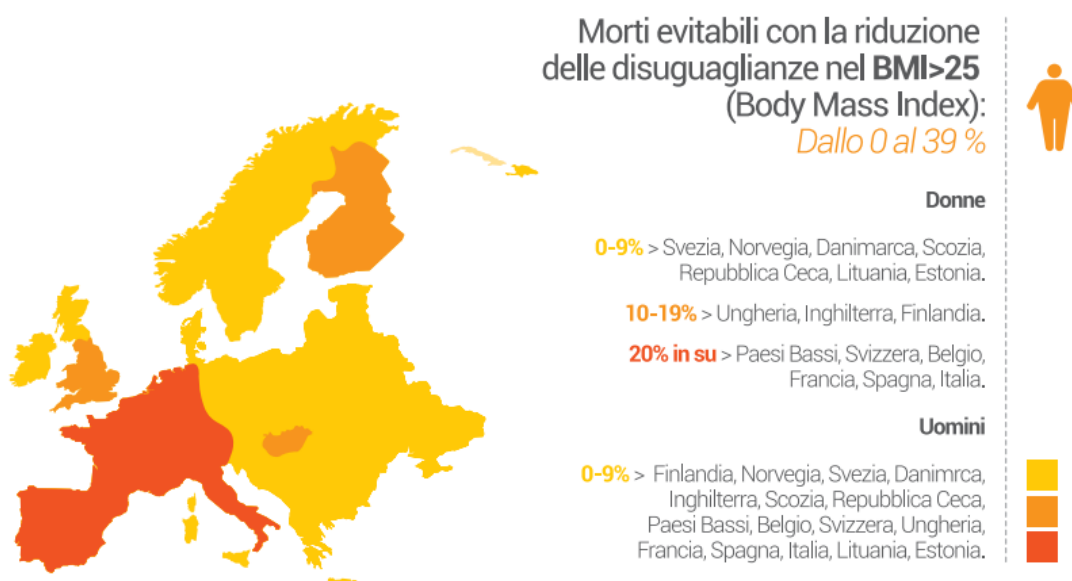 Morti evitabili con la riduzione
delle disuguaglianze nel BMI>25
(Body Mass Index):
Dallo 0 al 39 %
Donne
0-9% > Svezia, Norvegia, Danimarca, Scozia,
Repubblica Ceca, Lituania, Estonia.
10-19% > Ungheria, Inghilterra, Finlandia.
20% in su > Paesi Bassi, Svizzera, Belgio,
Francia, Spagna, Italia.
Uomini
0-9% > Finlandia, Norvegia, Svezia, Danimrca,
Inghilterra, Scozia, Repubblica Ceca,
Paesi Bassi, Belgio, Svizzera, Ungheria,
Francia, Spagna, Italia, Lituania, Estonia.